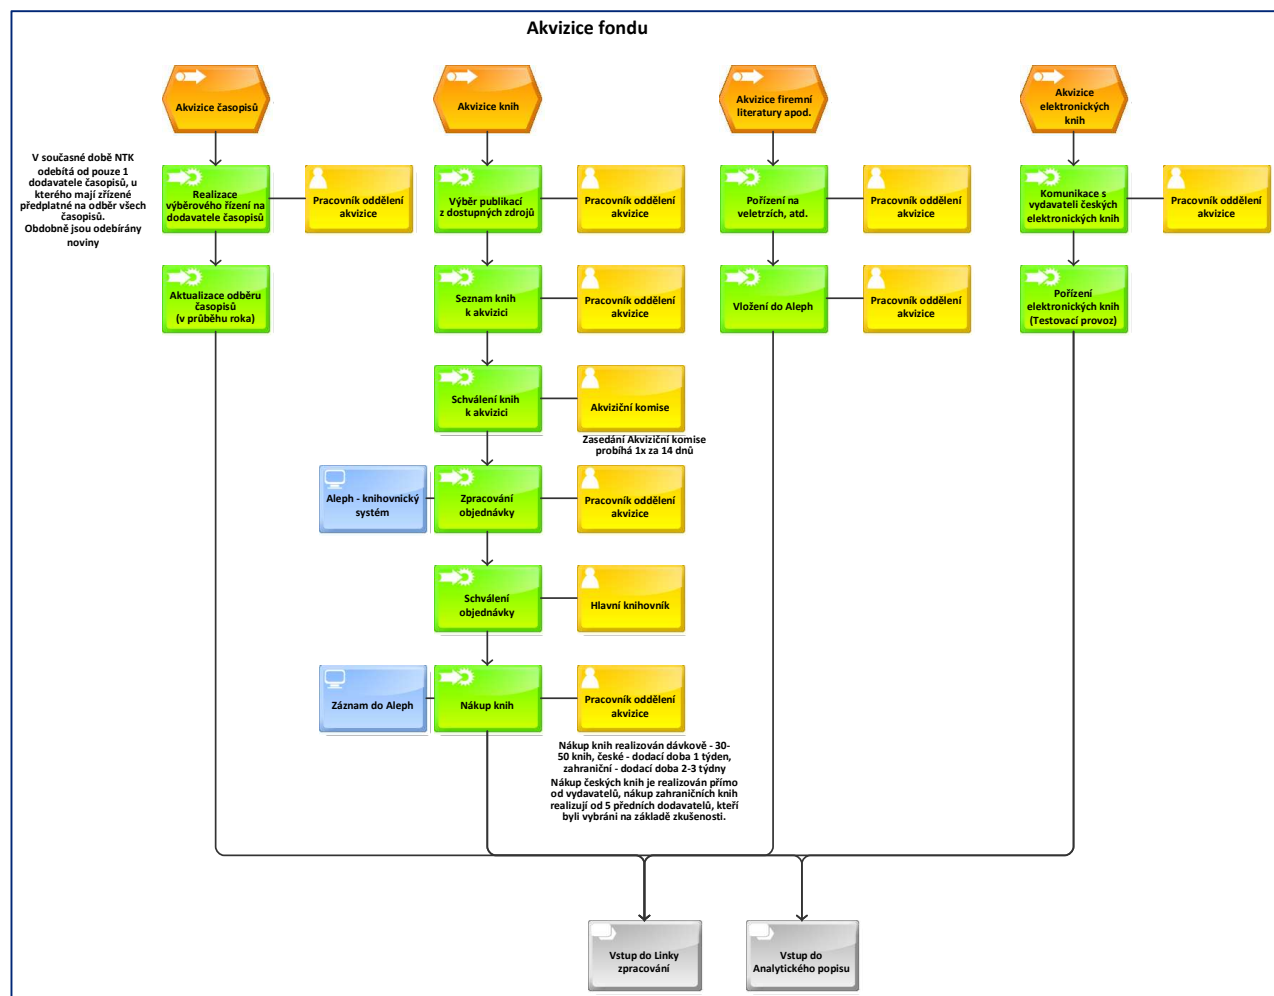 Akvizice fondu
Akvizice časopisů
Akvizice knih
Akvizice firemní
literatury apod.
Akvizice
elektronických
knih
V současné době NTK
odebítá od pouze 1
dodavatele časopisů, u
kterého mají zřízené
předplatné na odběr všech
časopisů.
Obdobně jsou odebírány
noviny
Realizace
výběrového řízení na
dodavatele časopisů
Pracovník oddělení
akvizice
Výběr publikací
z dostupných zdrojů
Pracovník oddělení
akvizice
Pořízení na
veletrzích, atd.
Pracovník oddělení
akvizice
Komunikace s
vydavateli českých
elektronických knih
Pracovník oddělení
akvizice
Aktualizace odběru
časopisů
(v průběhu roka)
Seznam knih
k akvizici
Pracovník oddělení
akvizice
Vložení do Aleph
Pracovník oddělení
akvizice
Pořízení
elektronických knih
(Testovací provoz)
Schválení knih
k akvizici
Akviziční komise
Zasedání Akviziční komise
probíhá 1x za 14 dnů
Aleph - knihovnický
systém
Zpracování
objednávky
Pracovník oddělení
akvizice
Schválení
objednávky
Hlavní knihovník
Záznam do Aleph
Nákup knih
Pracovník oddělení
akvizice
Nákup knih realizován dávkově - 30-
50 knih, české - dodací doba 1 týden,
zahraniční - dodací doba 2-3 týdny
Nákup českých knih je realizován přímo
od vydavatelů, nákup zahraničních knih
realizují od 5 předních dodavatelů, kteří
byli vybráni na základě zkušenosti.
Vstup do Linky
zpracování
Vstup do
Analytického popisu